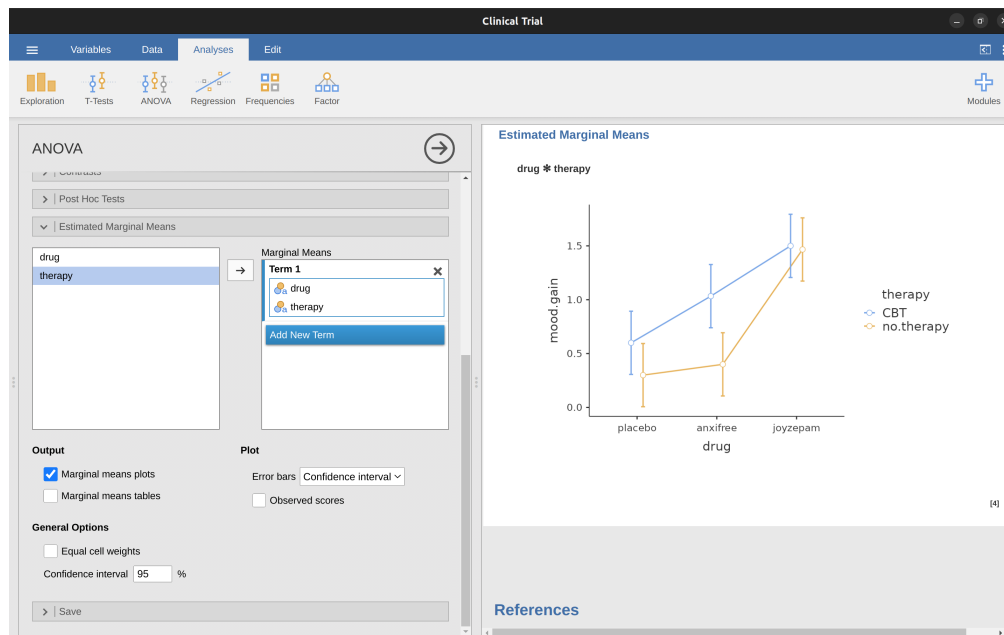 Clinical Trial
Variables Data Analyses Edit
Exploration T-Tests ANOVA Regression Frequencies Factor Modules
ANOVA
Contrasts
Post Hoc Tests
Estimated Marginal Means
drug
therapy
Marginal Means
Term 1
drug
therapy
Add New Term
Output
Marginal means plots
Marginal means tables
Plot
Error bars Confidence interval
Observed scores
General Options
Equal cell weights
Confidence interval 95 %
Save
Estimated Marginal Means
drug ✻ therapy
mood.gain
1.5
1.0
0.5
0.0
placebo anxifree joyzepam
drug
therapy
CBT
no.therapy
[4]
References